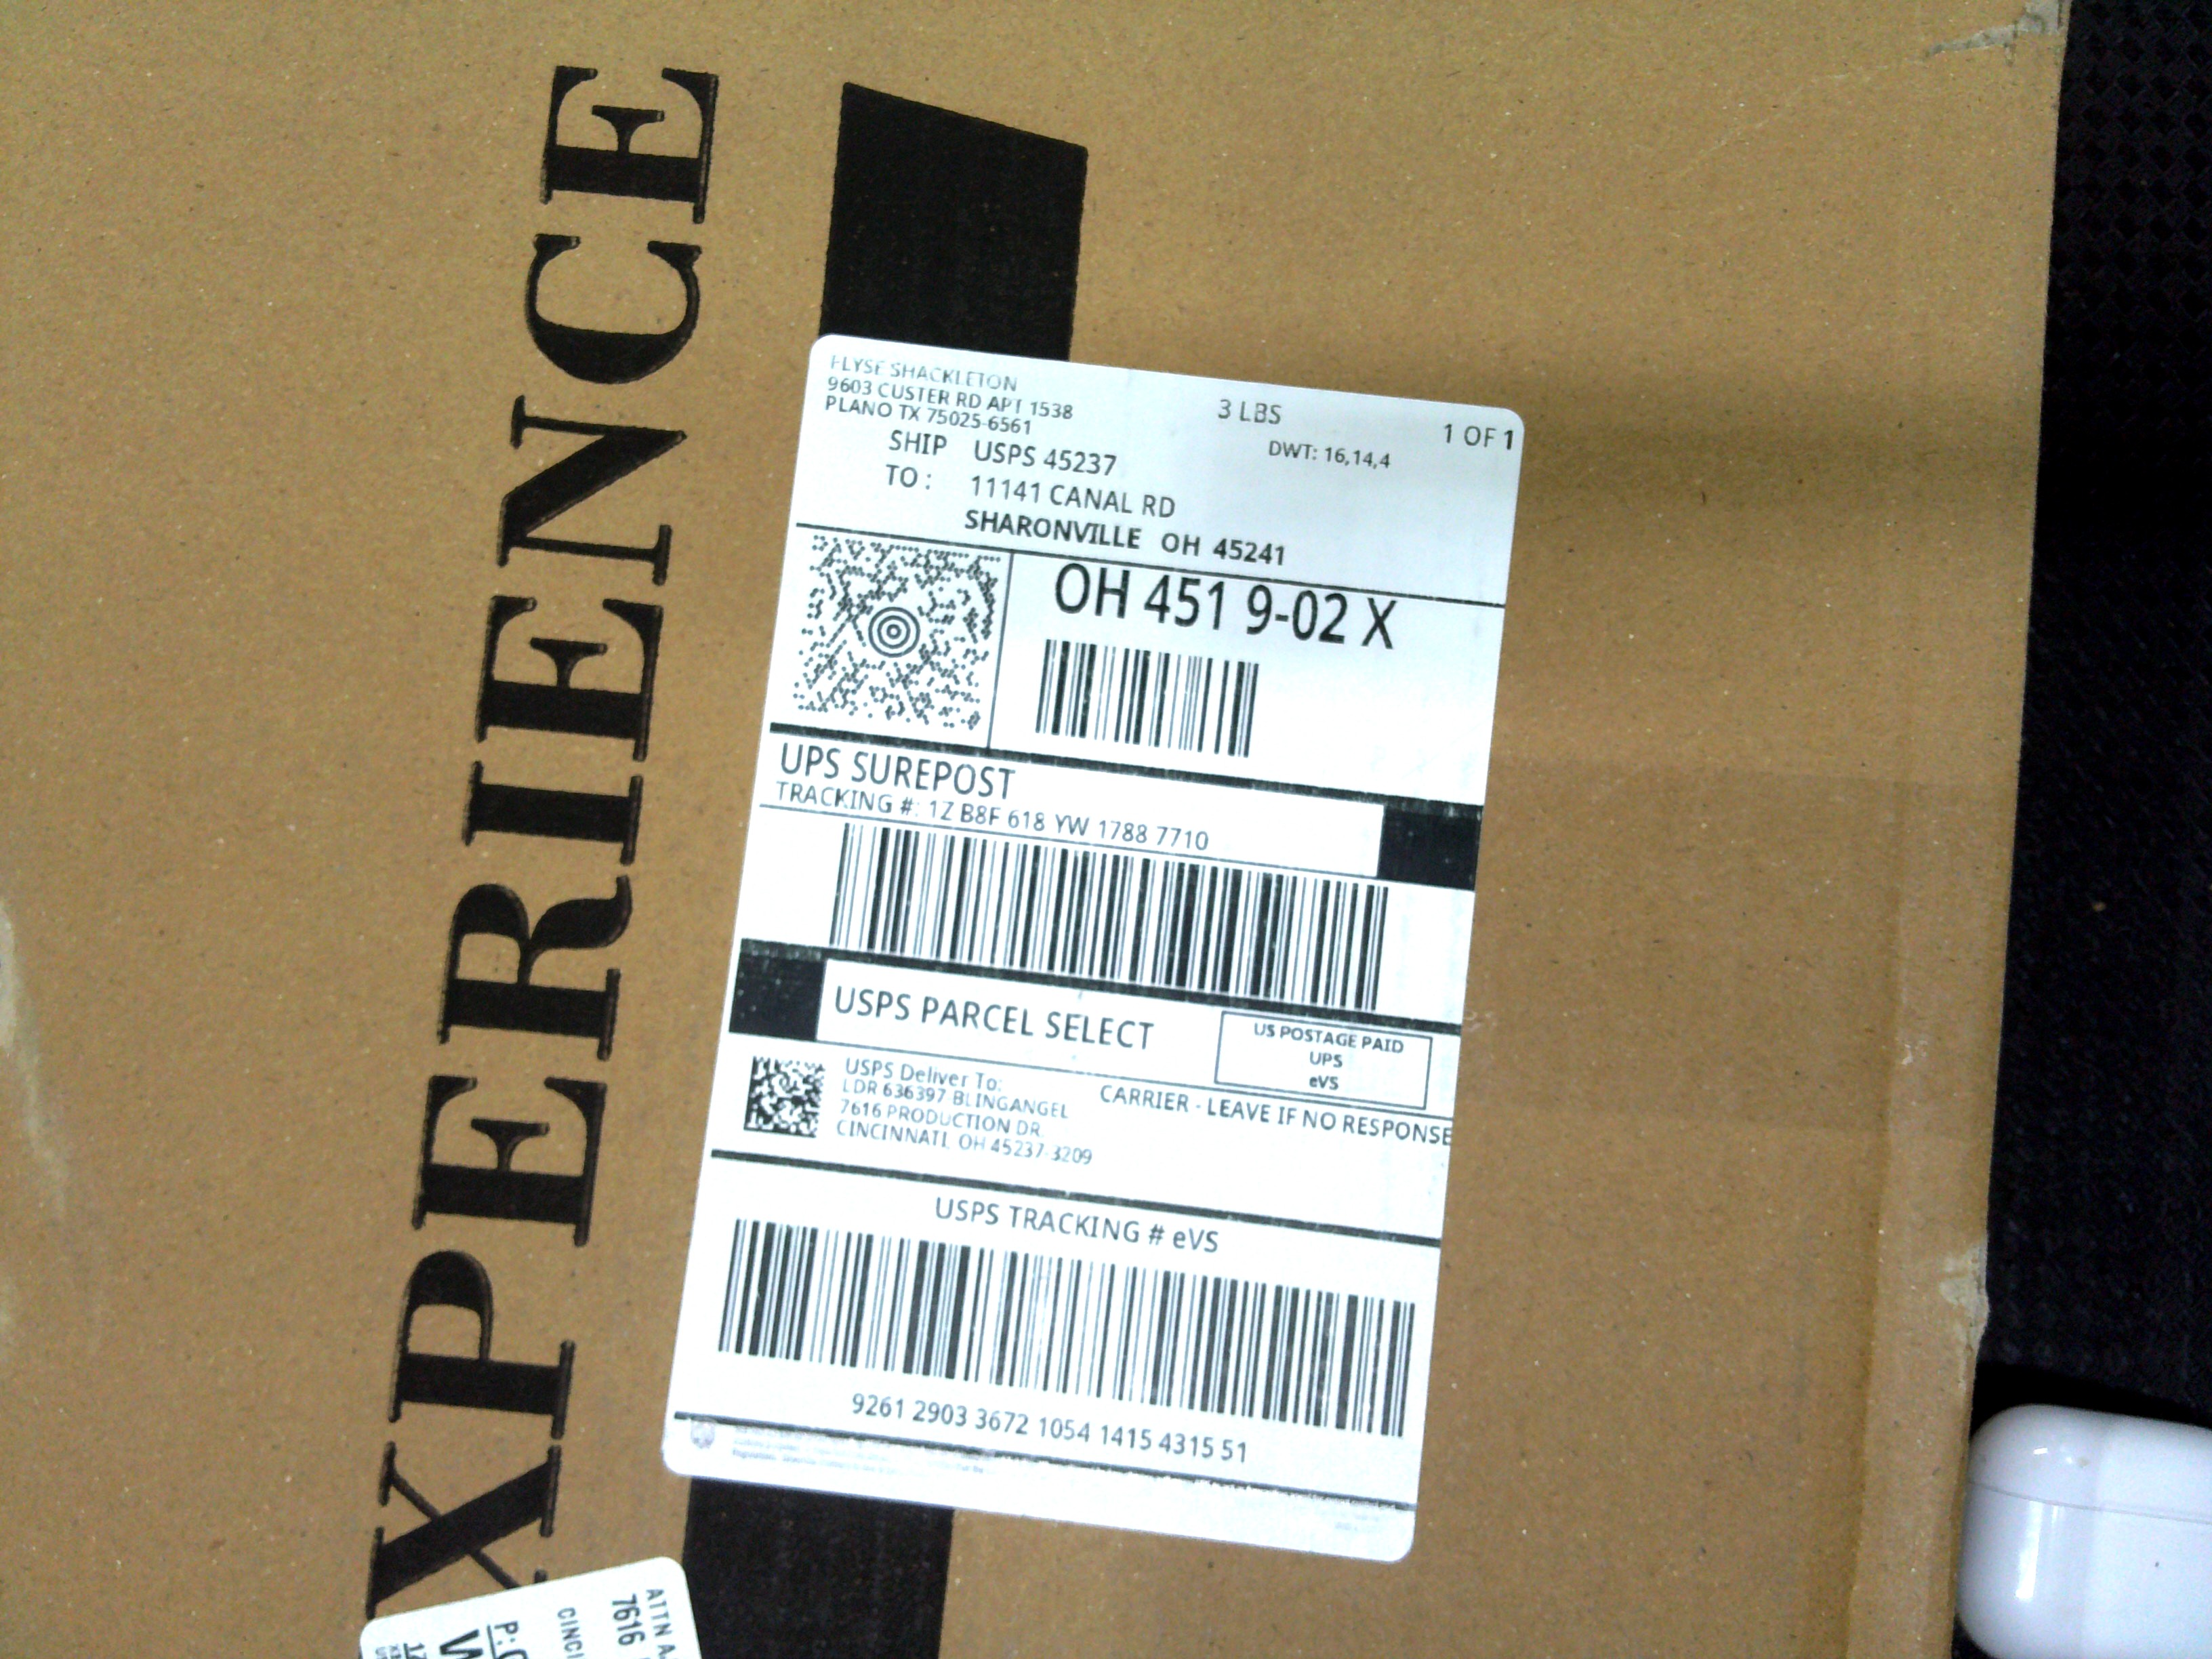 XPERIENCE
ELYSE SHACKLETON
9603 CUSTER RD APT 1538
PLANO TX 75025-6561
3 LBS
1 OF 1
DWT: 16,14,4
SHIP USPS 45237
TO: 11141 CANAL RD
SHARONVILLE OH 45241
OH 451 9-02 X
UPS SUREPOST
TRACKING #: 1Z B8F 618 YW 1788 7710
USPS PARCEL SELECT
US POSTAGE PAID
UPS
eVS
USPS Deliver To:
LDR 636397 BLINGANGEL
7616 PRODUCTION DR
CINCINNATI, OH 45237-3209
CARRIER - LEAVE IF NO RESPONSE
USPS TRACKING # eVS
9261 2903 3672 1054 1415 4315 51
ATTN A
7616
CINCI
P: